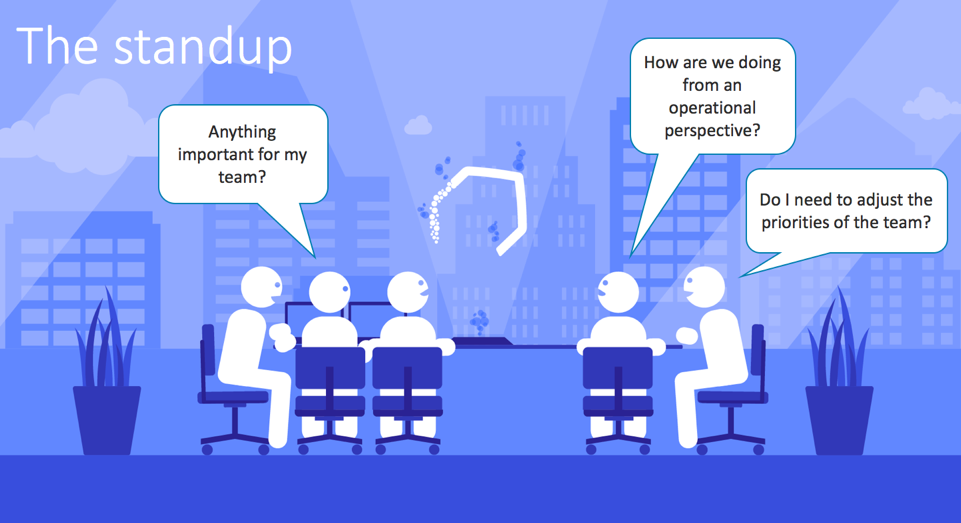 The standup
Anything
important for my
team?
How are we doing
from an
operational
perspective?
Do I need to adjust the
priorities of the team?